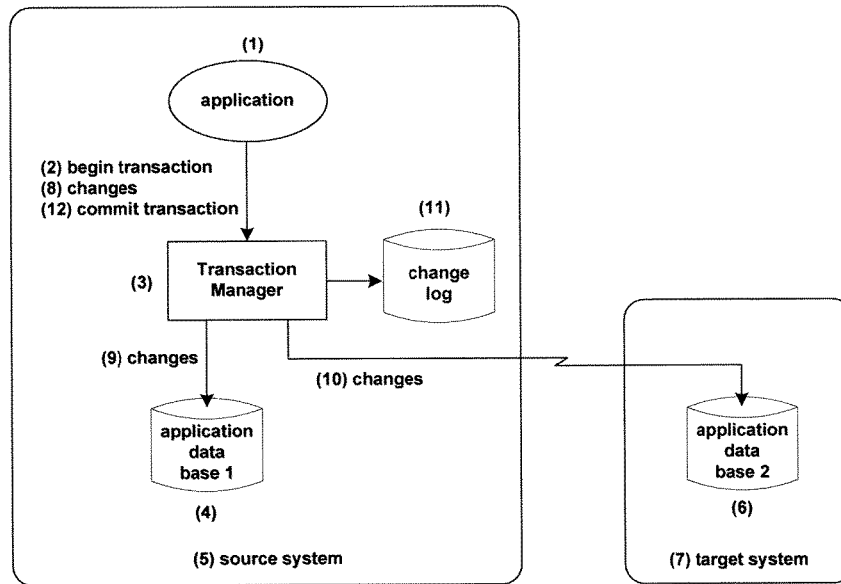 (1)
application
(2) begin transaction
(8) changes
(12) commit transaction
(11)
(3)
Transaction
Manager
change
log
(9) changes
(10) changes
application
data
base 1
application
data
base 2
(4)
(6)
(5) source system
(7) target system